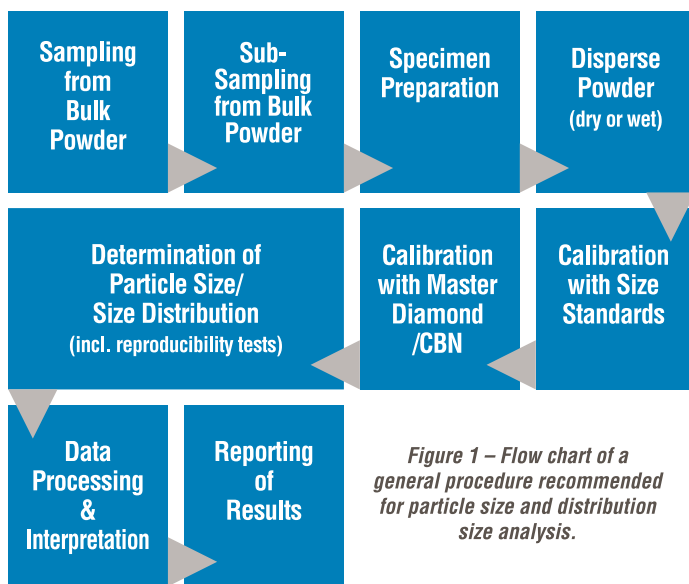 Sampling
from
Bulk
Powder
Sub-
Sampling
from Bulk
Powder
Specimen
Preparation
Disperse
Powder
(dry or wet)
Calibration
with Size
Standards
Calibration
with Master
Diamond
/CBN
Determination of
Particle Size/
Size Distribution
(incl. reproducibility tests)
Data
Processing
&
Interpretation
Reporting
of
Results
Figure 1 – Flow chart of a
general procedure recommended
for particle size and distribution
size analysis.